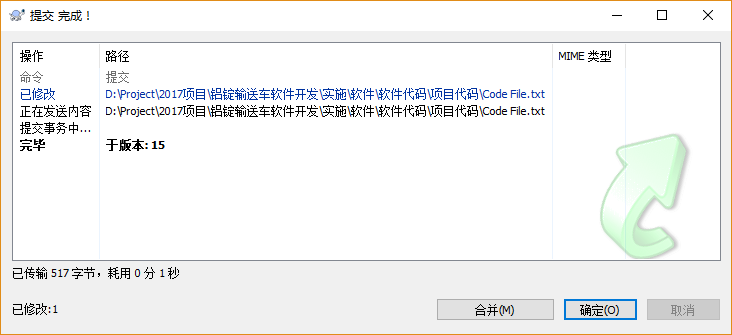 提交 完成！
操作 路径 MIME 类型
命令 提交
已修改 D:\Project\2017项目\铝锭输送车软件开发\实施\软件\软件代码\项目代码\Code File.txt
正在发送内容 D:\Project\2017项目\铝锭输送车软件开发\实施\软件\软件代码\项目代码\Code File.txt
提交事务中...
完毕 于版本: 15
已传输 517 字节，耗用 0 分 1 秒
已修改:1
合并(M) 确定(O) 取消